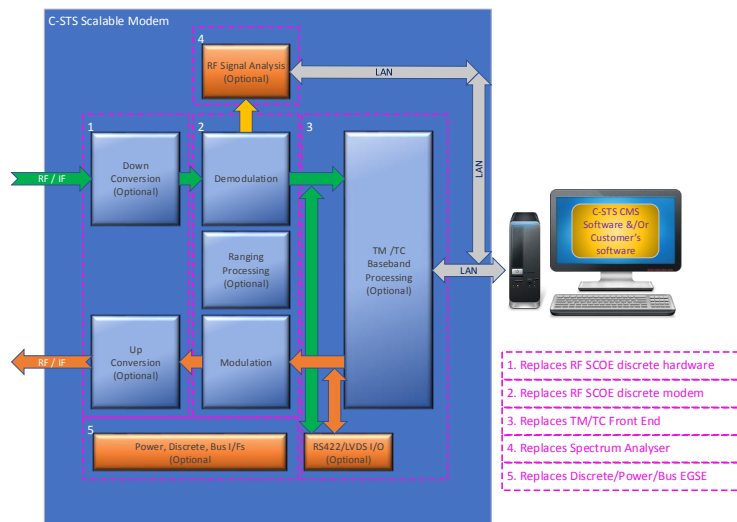 C-STS Scalable Modem
4
RF Signal Analysis
(Optional)
LAN
1
2
3
Down
Conversion
(Optional)
Demodulation
RF / IF
LAN
Ranging
Processing
(Optional)
TM /TC
Baseband
Processing
(Optional)
LAN
C-STS CMS
Software &/Or
Customer's
software
Up
Conversion
(Optional)
Modulation
RF / IF
5
Power, Discrete, Bus I/Fs
(Optional
RS422/LVDS I/O
(Optional)
1. Replaces RF SCOE discrete hardware
2. Replaces RF SCOE discrete modem
3. Replaces TM/TC Front End
4. Replaces Spectrum Analyser
5. Replaces Discrete/Power/Bus EGSE